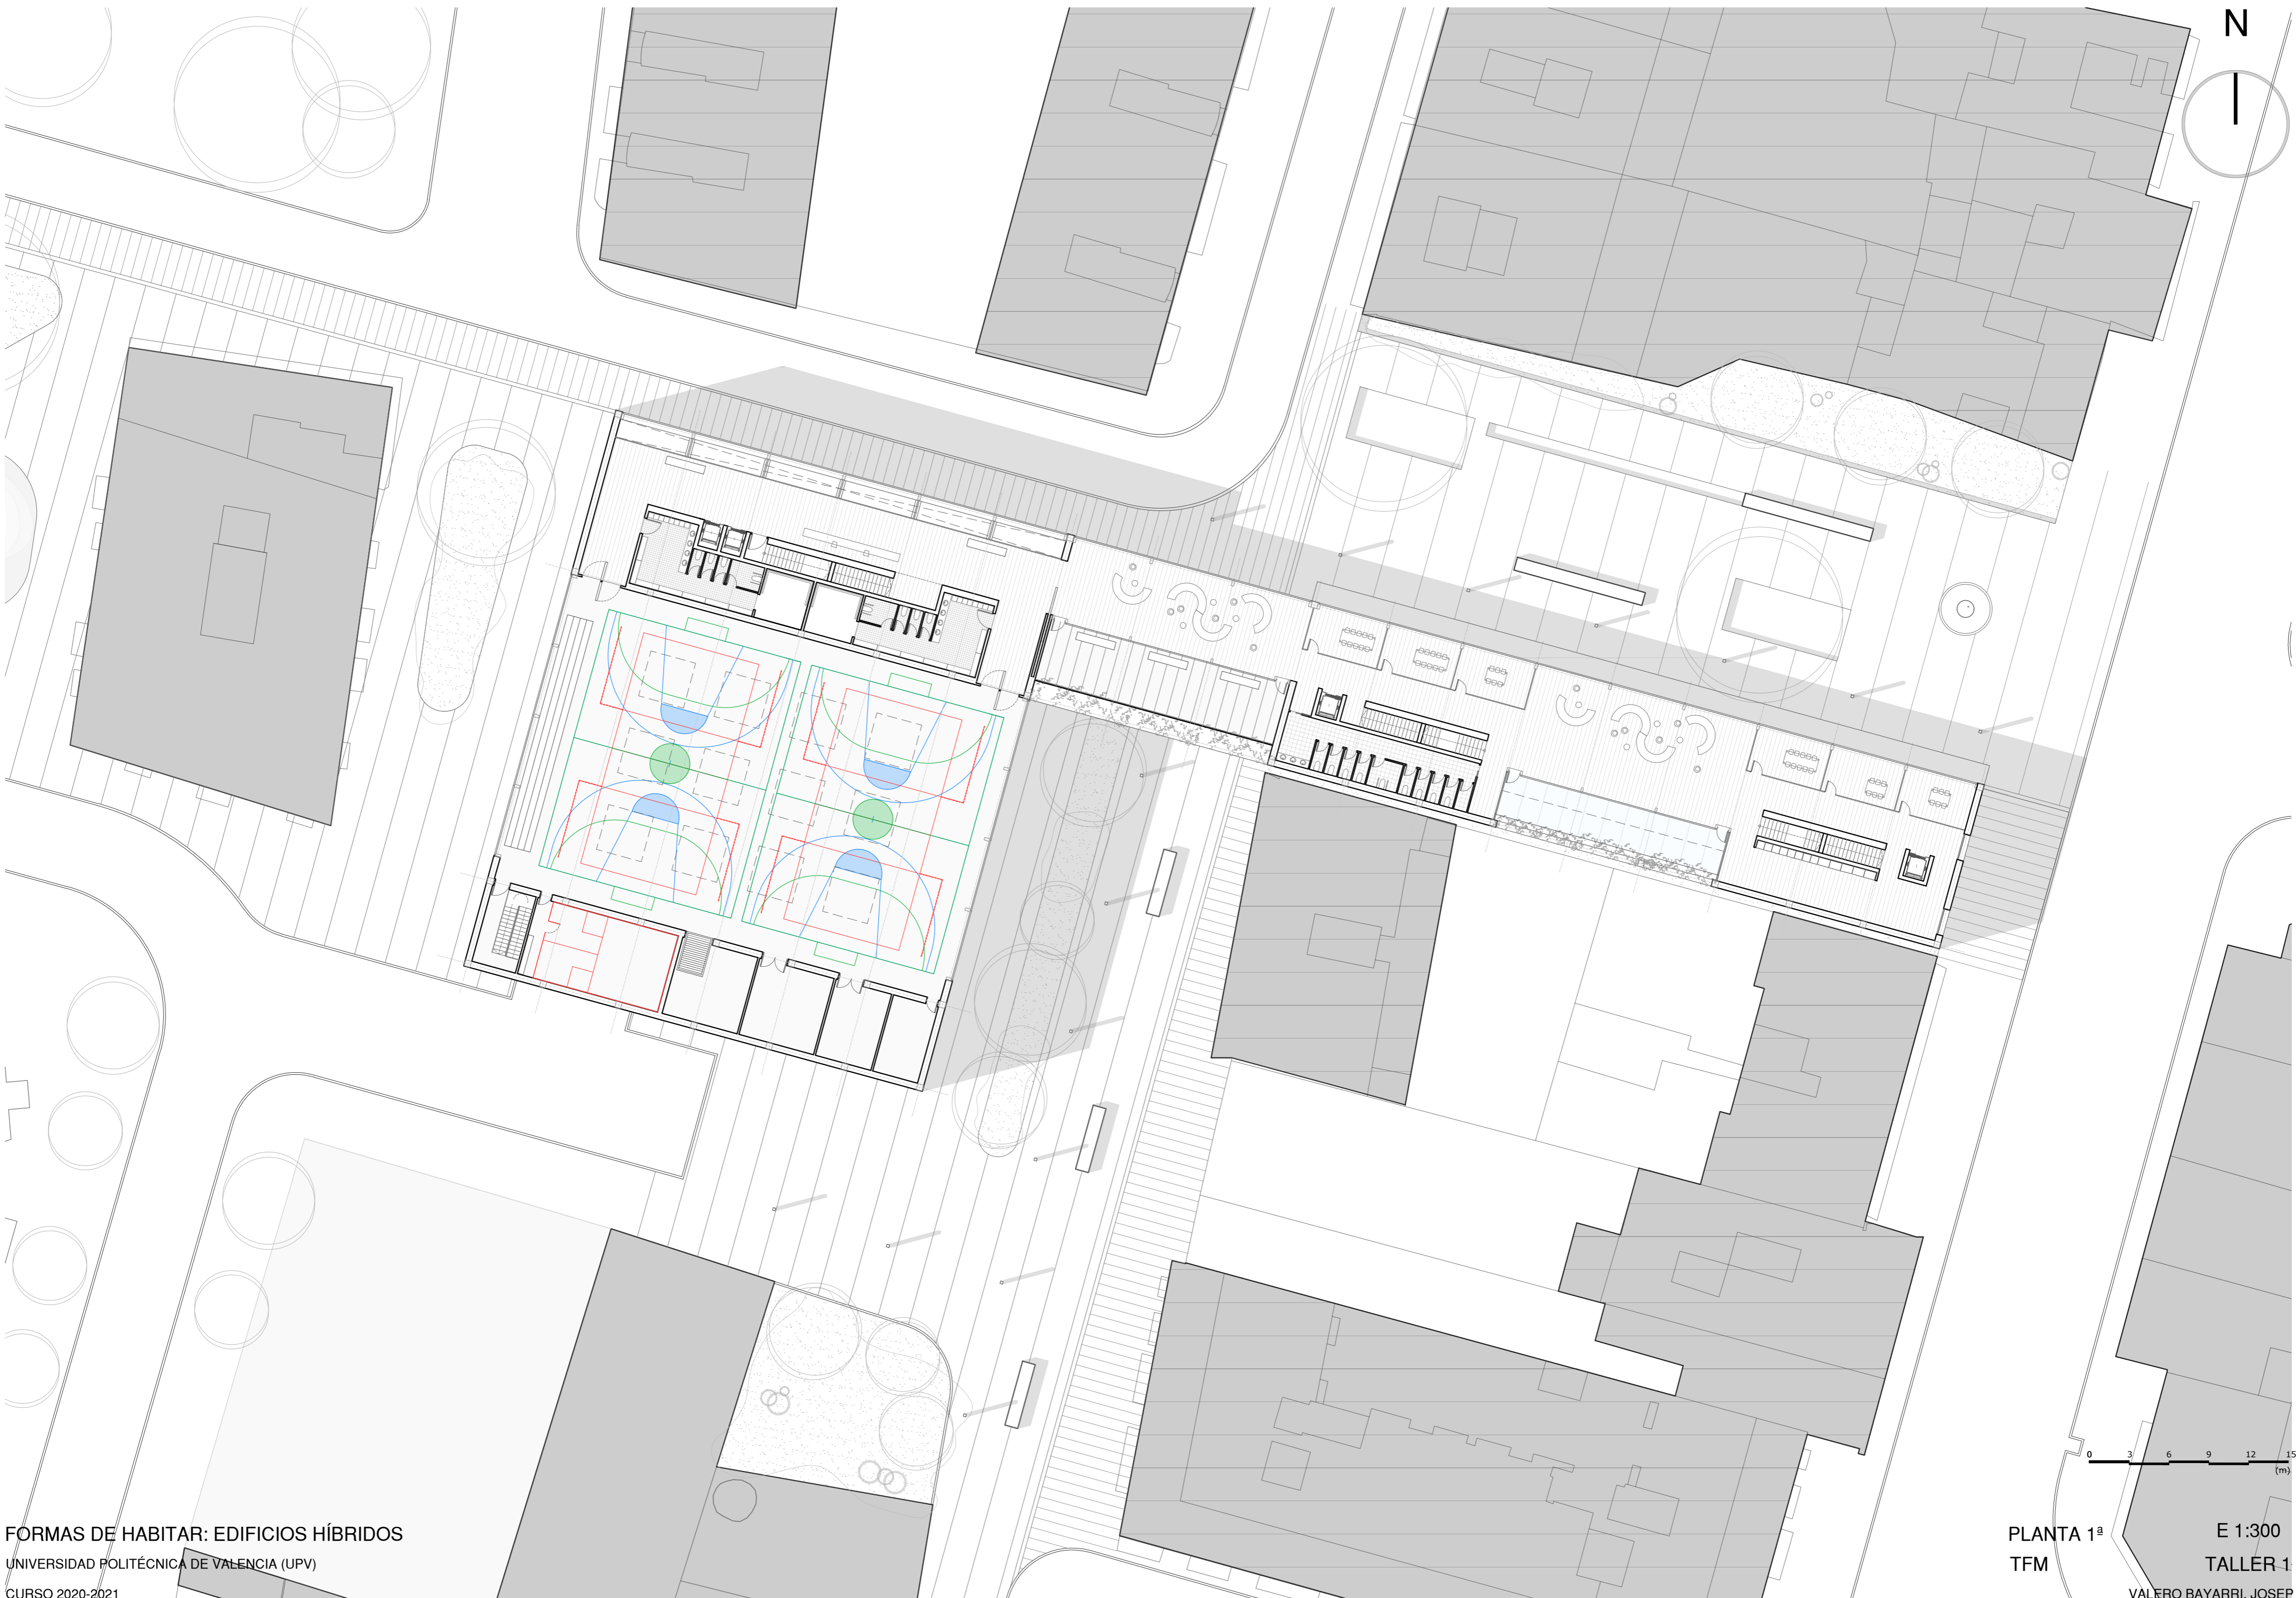 N
0 3 6 9 12 15
(m)
FORMAS DE HABITAR: EDIFICIOS HÍBRIDOS
UNIVERSIDAD POLITÉCNICA DE VALENCIA (UPV)
CURSO 2020-2021
PLANTA 1ª E 1:300
TFM TALLER 1
VALERO BAYARRI, JOSEP